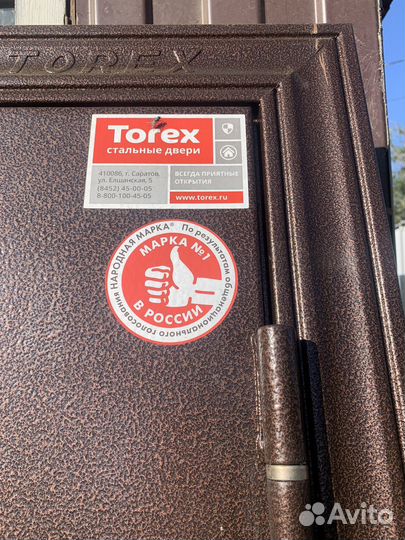 TOREX
Torex
стальные двери
410086, г. Саратов,
ул. Елшанская, 5
(8452) 45-00-05
8-800-100-45-05
ВСЕГДА ПРИЯТНЫЕ
ОТКРЫТИЯ
www.torex.ru
НАРОДНАЯ МАРКА® По результатам общенационального голосования
МАРКА №1
В РОССИИ
Avito